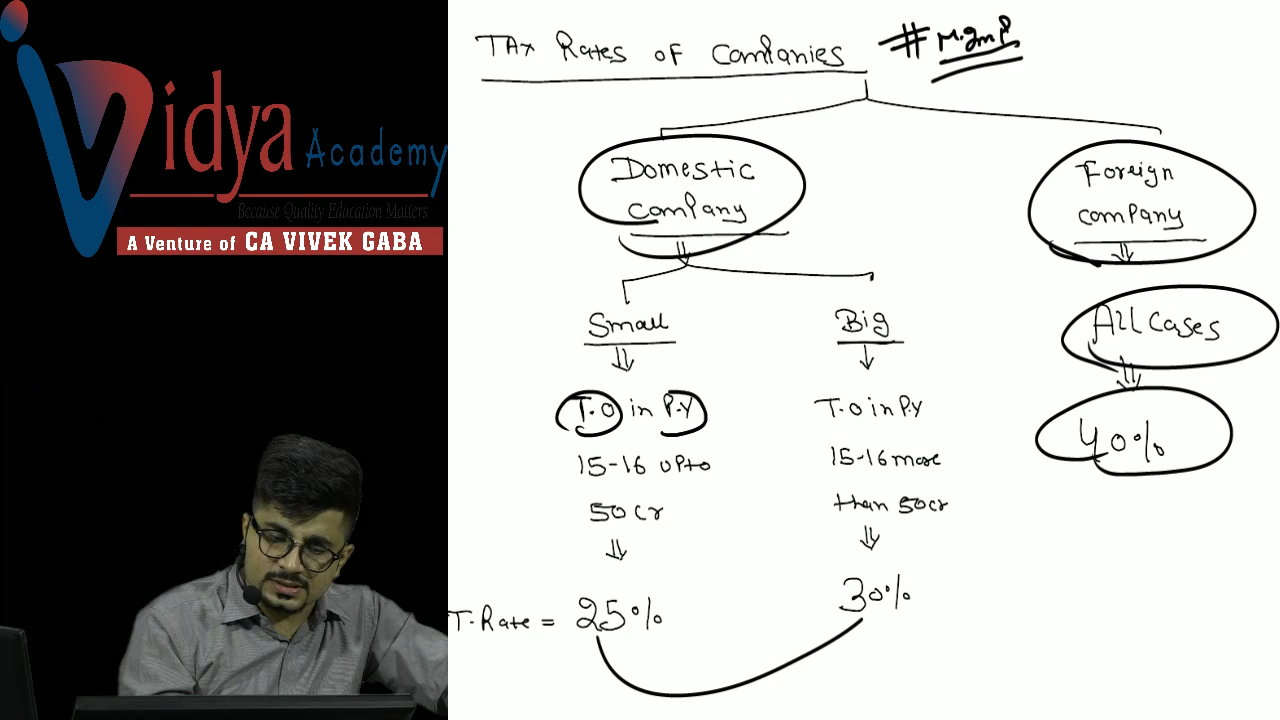 Vidya Academy
Because Quality Education Matters
A Venture of CA VIVEK GABA
Tax Rates of Companies #
Domestic
company
Foreign
company
Small
Big
All Cases
T.O in P.Y
15-16 upto
50 Cr
T.O in P.Y
15-16 more
than 50 Cr
40%
T.Rate = 25%
30%